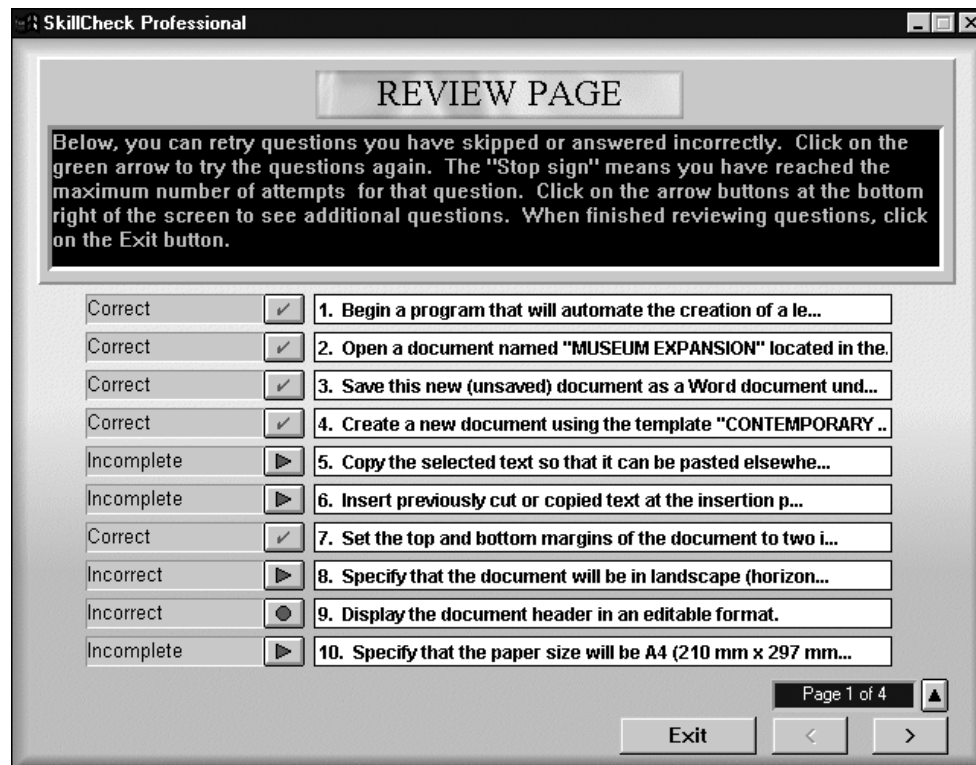 SkillCheck Professional
REVIEW PAGE
Below, you can retry questions you have skipped or answered incorrectly. Click on the
green arrow to try the questions again. The "Stop sign" means you have reached the
maximum number of attempts for that question. Click on the arrow buttons at the bottom
right of the screen to see additional questions. When finished reviewing questions, click
on the Exit button.
Correct 1. Begin a program that will automate the creation of a le...
Correct 2. Open a document named "MUSEUM EXPANSION" located in the.
Correct 3. Save this new (unsaved) document as a Word document und...
Correct 4. Create a new document using the template "CONTEMPORARY ..
Incomplete 5. Copy the selected text so that it can be pasted elsewhe...
Incomplete 6. Insert previously cut or copied text at the insertion p...
Correct 7. Set the top and bottom margins of the document to two i...
Incorrect 8. Specify that the document will be in landscape (horizon...
Incorrect 9. Display the document header in an editable format.
Incomplete 10. Specify that the paper size will be A4 (210 mm x 297 mm...
Page 1 of 4
Exit < >